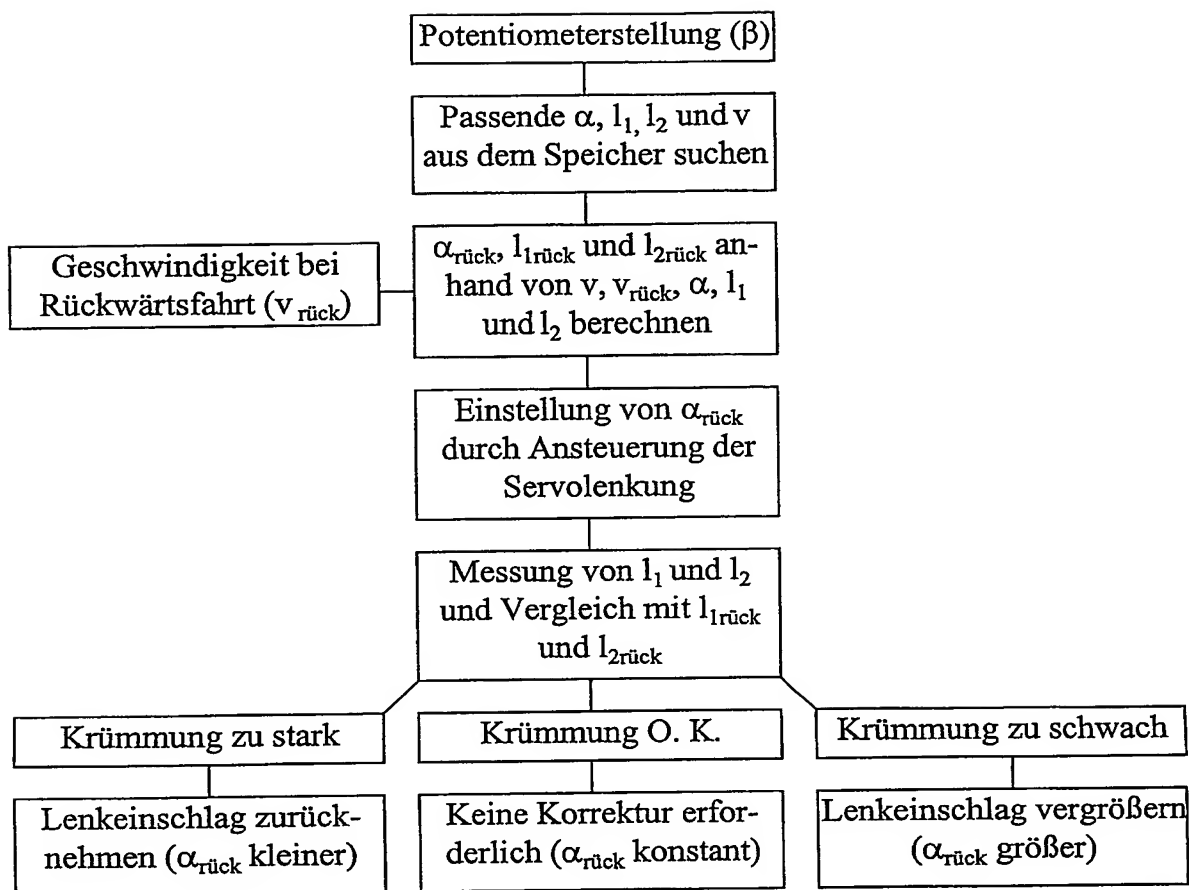 Potentiometerstellung (β)
Passende α, l₁, l₂ und v
aus dem Speicher suchen
Geschwindigkeit bei
Rückwärtsfahrt (v rück)
αrück, l1rück und l2rück an-
hand von v, vrück, α, l₁
und l₂ berechnen
Einstellung von αrück
durch Ansteuerung der
Servolenkung
Messung von l₁ und l₂
und Vergleich mit l1rück
und l2rück
Krümmung zu stark
Krümmung O. K.
Krümmung zu schwach
Lenkeinschlag zurück-
nehmen (αrück kleiner)
Keine Korrektur erfor-
derlich (αrück konstant)
Lenkeinschlag vergrößern
(αrück größer)